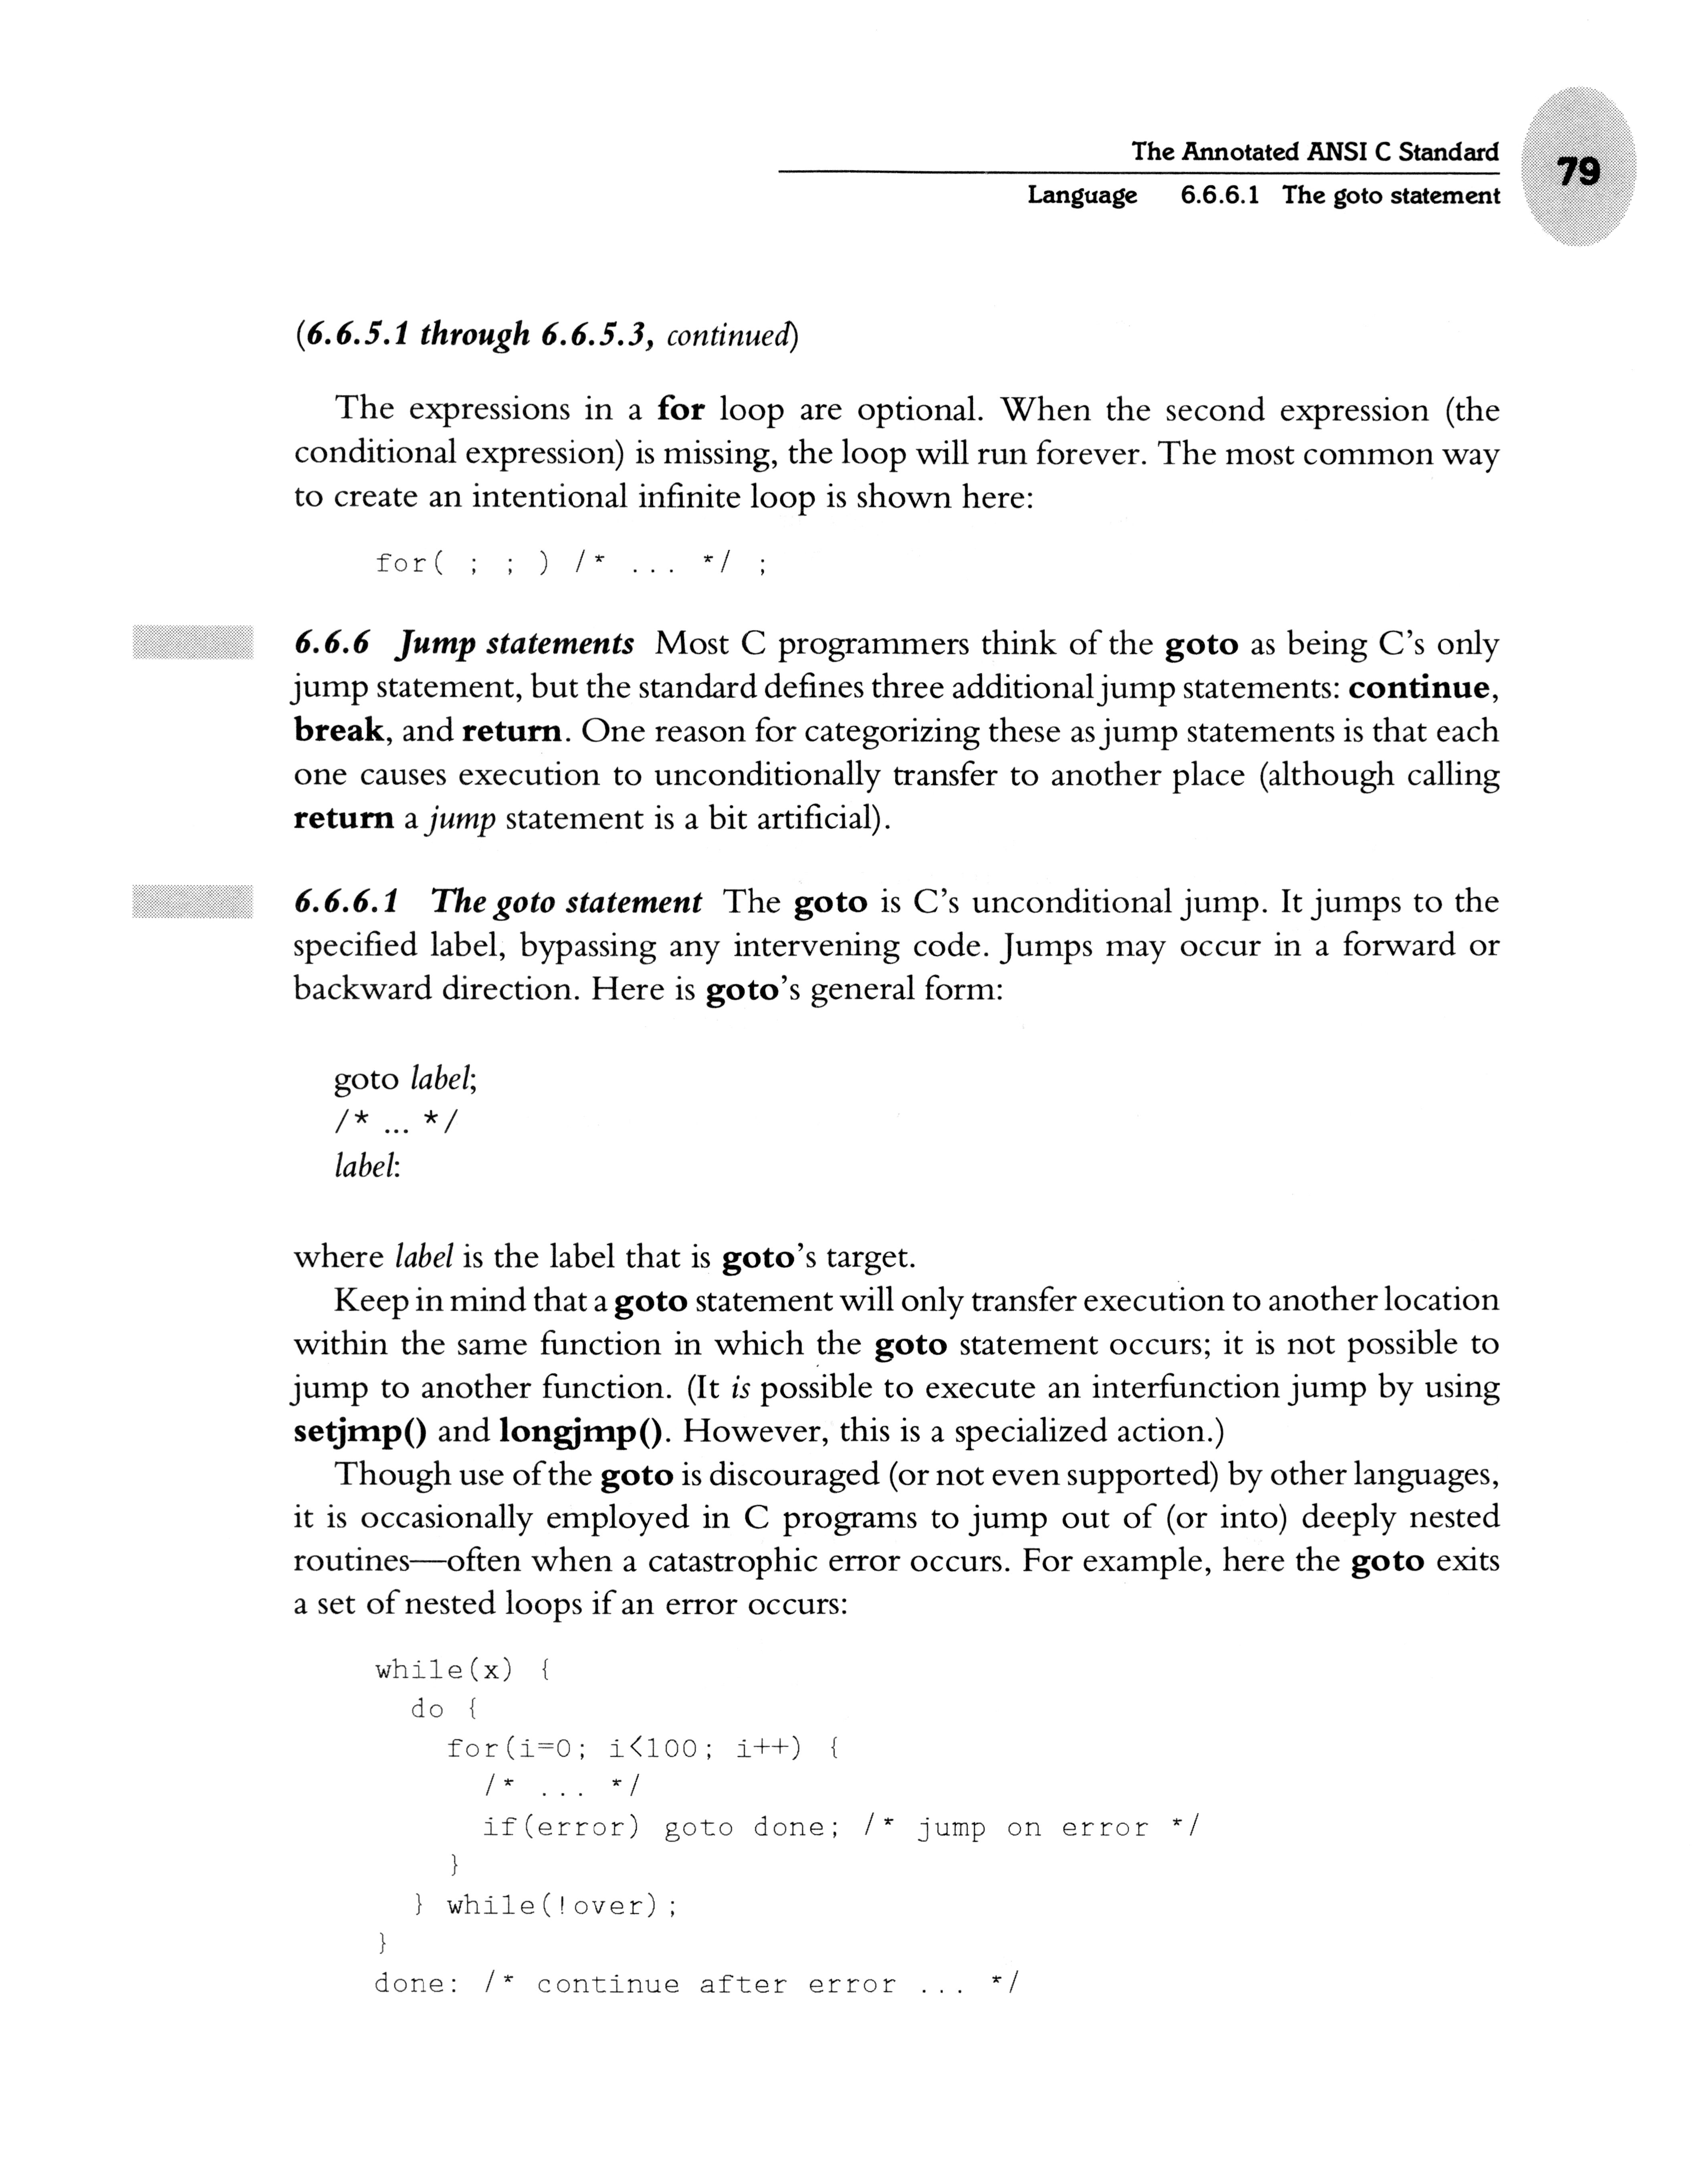 The Annotated ANSI C Standard
79
Language 6.6.6.1 The goto statement
(6.6.5.1 through 6.6.5.3, continued)
The expressions in a for loop are optional. When the second expression (the
conditional expression) is missing, the loop will run forever. The most common way
to create an intentional infinite loop is shown here:
for( ; ; ) /* ... */ ;
6.6.6 Jump statements Most C programmers think of the goto as being C's only
jump statement, but the standard defines three additional jump statements: continue,
break, and return. One reason for categorizing these as jump statements is that each
one causes execution to unconditionally transfer to another place (although calling
return a jump statement is a bit artificial).
6.6.6.1 The goto statement The goto is C's unconditional jump. It jumps to the
specified label, bypassing any intervening code. Jumps may occur in a forward or
backward direction. Here is goto's general form:
goto label;
/* ... */
label:
where label is the label that is goto's target.
Keep in mind that a goto statement will only transfer execution to another location
within the same function in which the goto statement occurs; it is not possible to
jump to another function. (It is possible to execute an interfunction jump by using
setjmp() and longjmp(). However, this is a specialized action.)
Though use of the goto is discouraged (or not even supported) by other languages,
it is occasionally employed in C programs to jump out of (or into) deeply nested
routines—often when a catastrophic error occurs. For example, here the goto exits
a set of nested loops if an error occurs:
while(x) {
do {
for(i=0; i<100; i++) {
/* ... */
if(error) goto done; /* jump on error */
}
} while(!over);
}
done: /* continue after error ... */